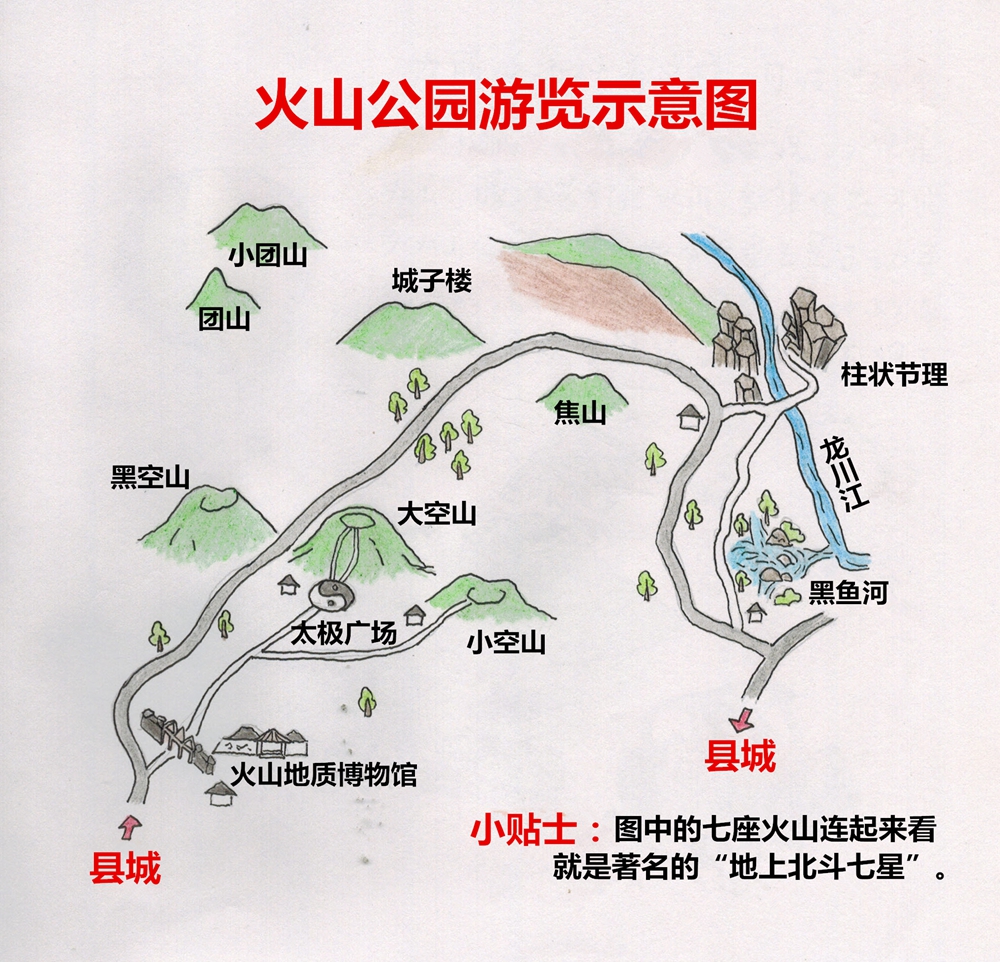 火山公园游览示意图
小团山
城子楼
团山
柱状节理
焦山
龙川江
黑空山
大空山
黑鱼河
太极广场
小空山
火山地质博物馆
县城
县城
小贴士：图中的七座火山连起来看
就是著名的“地上北斗七星”。